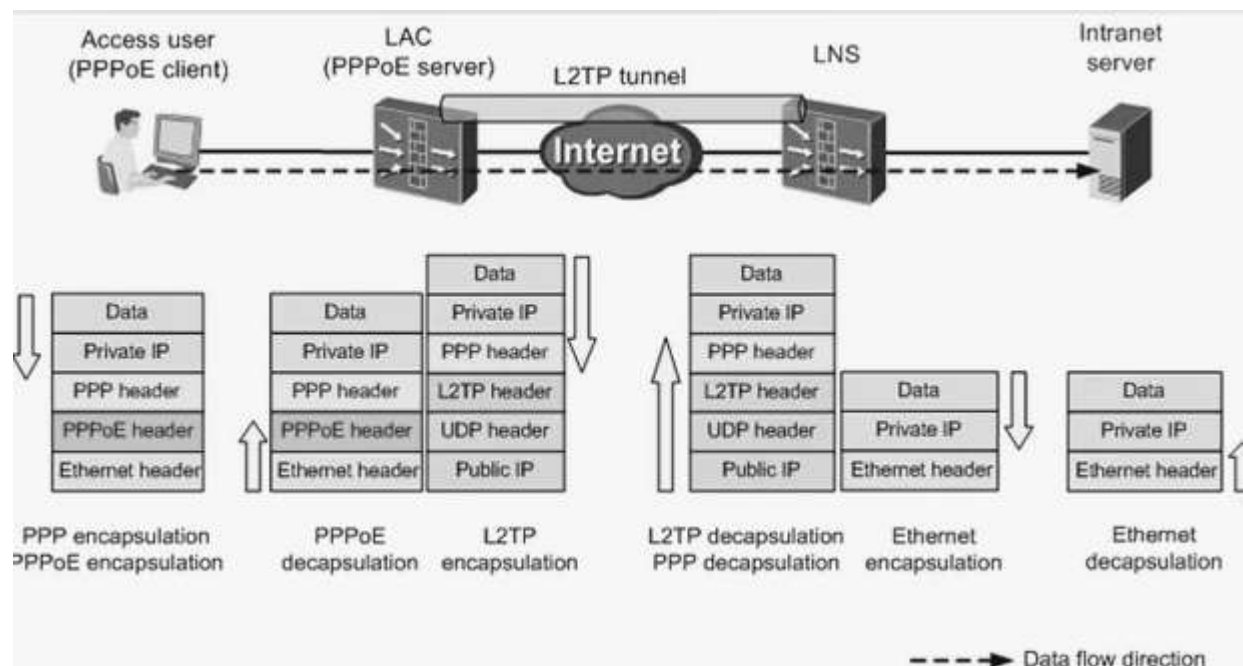 Access user
(PPPoE client)
LAC
(PPPoE server)
L2TP tunnel
LNS
Intranet
server
Internet
Data
Private IP
PPP header
PPPoE header
Ethernet header
Data
Private IP
PPP header
PPPoE header
Ethernet header
Data
Private IP
PPP header
L2TP header
UDP header
Public IP
Data
Private IP
PPP header
L2TP header
UDP header
Public IP
Data
Private IP
Ethernet header
Data
Private IP
Ethernet header
PPP encapsulation
PPPoE encapsulation
PPPoE
decapsulation
L2TP
encapsulation
L2TP decapsulation
PPP decapsulation
Ethernet
encapsulation
Ethernet
decapsulation
Data flow direction